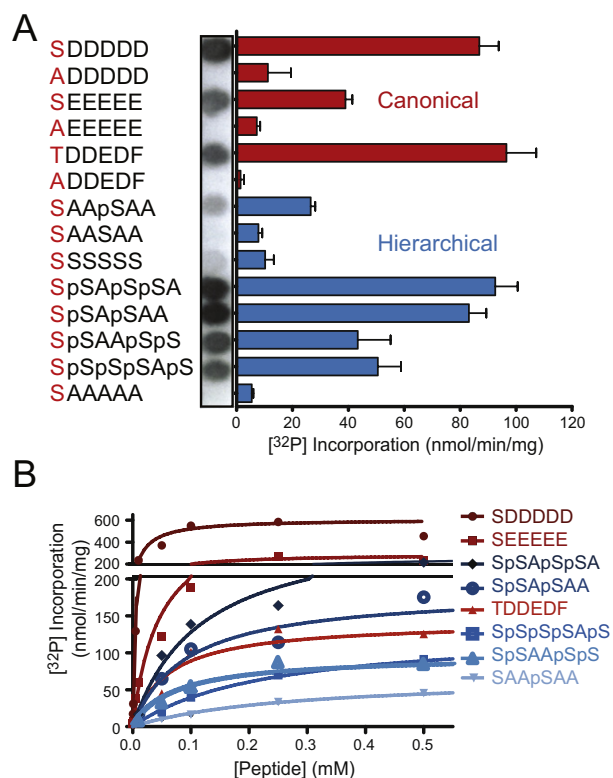 A
SDDDDD
ADDDDD
SEEEEE
AEEEEE
TDDEDF
ADDEDF
SAApSAA
SAASAA
SSSSSS
SpSApSpSA
SpSApSAA
SpSAApSpS
SpSpSpSApS
SAAAAA
Canonical
Hierarchical
0 20 40 60 80 100 120
[32P] Incorporation (nmol/min/mg)
B
[32P] Incorporation
(nmol/min/mg)
600
400
200
200
150
100
50
0
0.0 0.1 0.2 0.3 0.4 0.5
[Peptide] (mM)
SDDDDD
SEEEEE
SpSApSpSA
SpSApSAA
TDDEDF
SpSpSpSApS
SpSAApSpS
SAApSAA